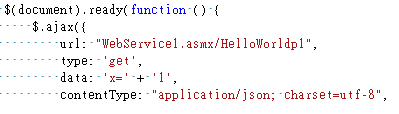 $(document).ready(function () {
$.ajax({
url: "WebService1.asmx/HelloWorldp1",
type: 'get',
data: 'x=' + '1',
contentType: "application/json; charset=utf-8",